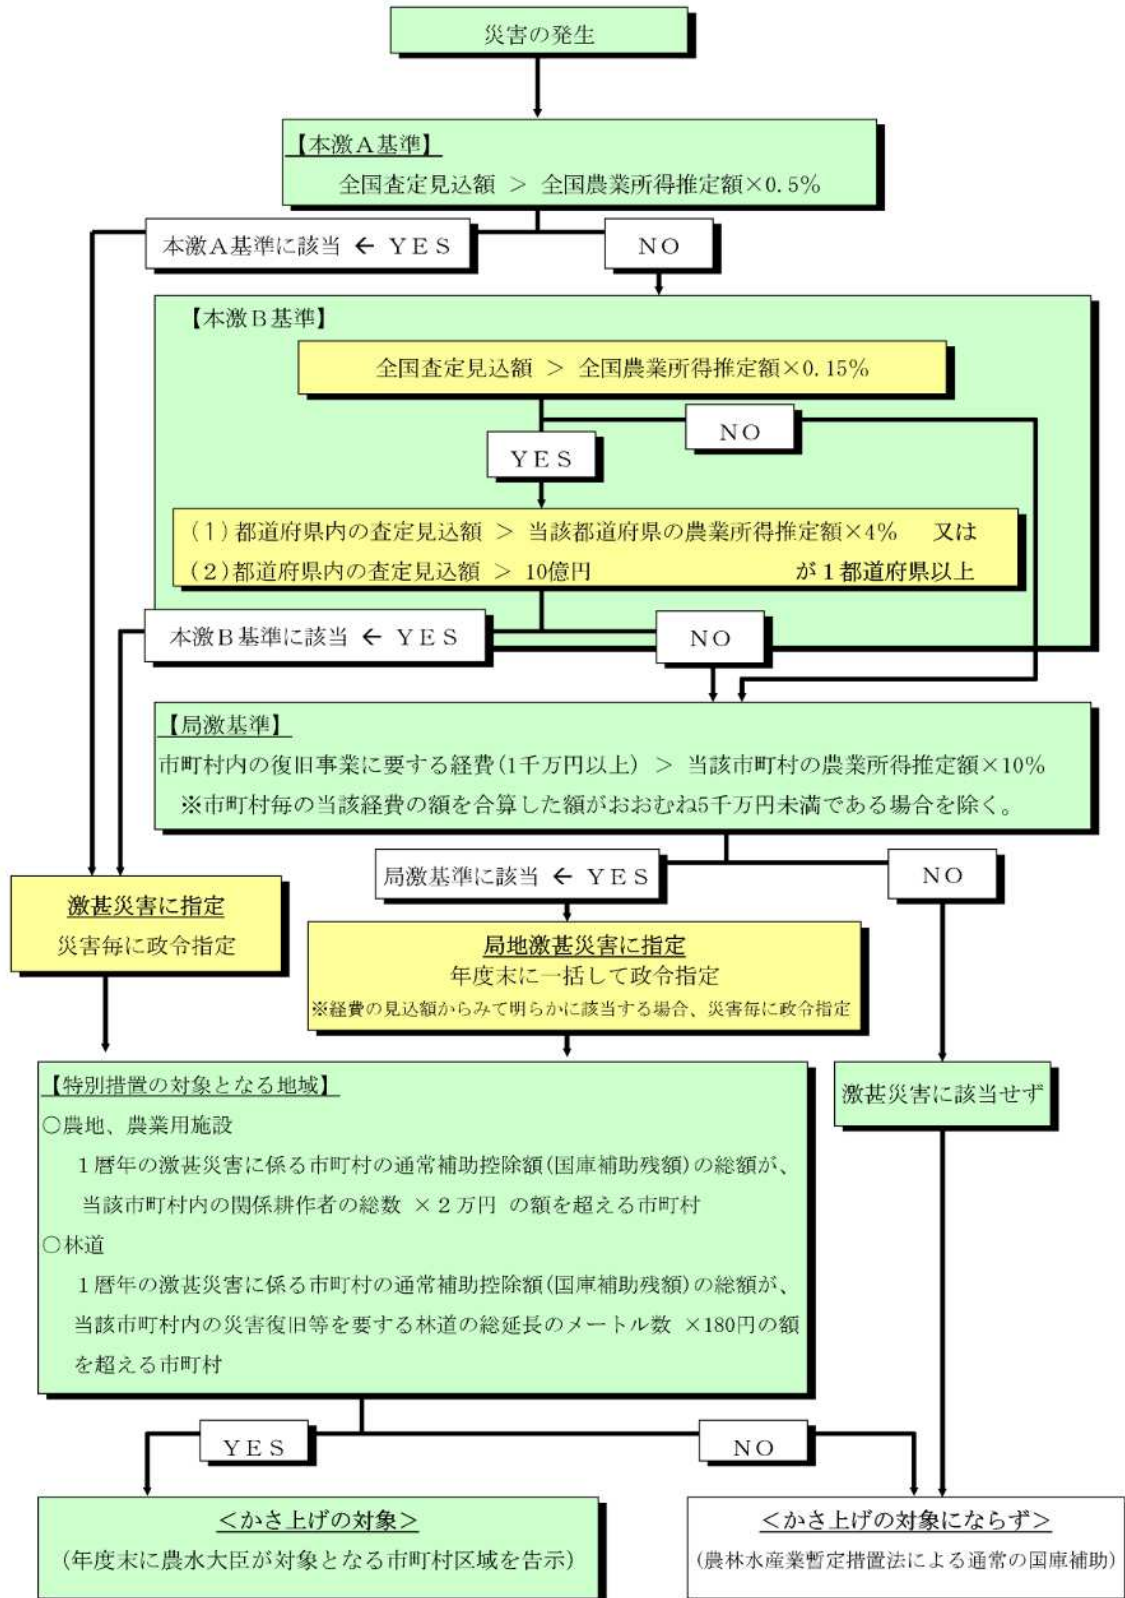 災害の発生
【本激A基準】
全国査定見込額 ＞ 全国農業所得推定額×0.5%
本激A基準に該当 ← YES
NO
【本激B基準】
全国査定見込額 ＞ 全国農業所得推定額×0.15%
NO
YES
(1)都道府県内の査定見込額 ＞ 当該都道府県の農業所得推定額×4% 又は
(2)都道府県内の査定見込額 ＞ 10億円 が１都道府県以上
本激B基準に該当 ← YES
NO
【局激基準】
市町村内の復旧事業に要する経費(1千万円以上) ＞ 当該市町村の農業所得推定額×10%
※市町村毎の当該経費の額を合算した額がおおむね5千万円未満である場合を除く。
局激基準に該当 ← YES
NO
激甚災害に指定
災害毎に政令指定
局地激甚災害に指定
年度末に一括して政令指定
※経費の見込額からみて明らかに該当する場合、災害毎に政令指定
【特別措置の対象となる地域】
○農地、農業用施設
１暦年の激甚災害に係る市町村の通常補助控除額(国庫補助残額)の総額が、
当該市町村内の関係耕作者の総数 ×２万円 の額を超える市町村
○林道
１暦年の激甚災害に係る市町村の通常補助控除額(国庫補助残額)の総額が、
当該市町村内の災害復旧等を要する林道の総延長のメートル数 ×180円の額
を超える市町村
激甚災害に該当せず
YES
NO
＜かさ上げの対象＞
(年度末に農水大臣が対象となる市町村区域を告示)
＜かさ上げの対象にならず＞
(農林水産業暫定措置法による通常の国庫補助)